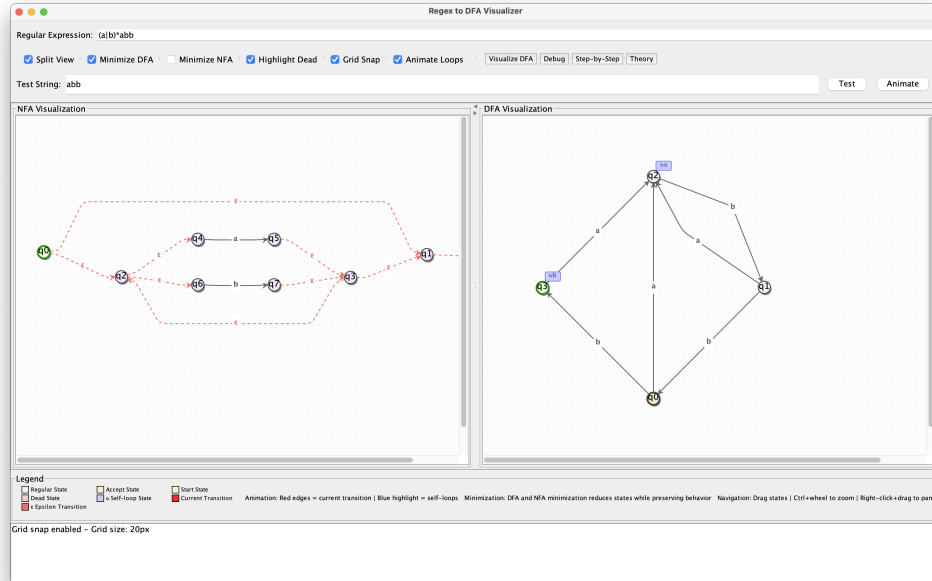 Regex to DFA Visualizer
Regular Expression: (a|b)*abb
Split View Minimize DFA Minimize NFA Highlight Dead Grid Snap Animate Loops Visualize DFA Debug Step-by-Step Theory
Test String: abb Test Animate
NFA Visualization
DFA Visualization
ε
q4 a q5
q0 ε ε ε q1
q2 ε q6 b q7 ε q3 ε
ε
↻a
q2
b
a a
↻b
q3 a q1
b b
q0
Legend
Regular State Accept State Start State
Dead State ↻ Self-loop State Current Transition Animation: Red edges = current transition | Blue highlight = self-loops Minimization: DFA and NFA minimization reduces states while preserving behavior Navigation: Drag states | Ctrl+wheel to zoom | Right-click+drag to pan
ε Epsilon Transition
Grid snap enabled – Grid size: 20px